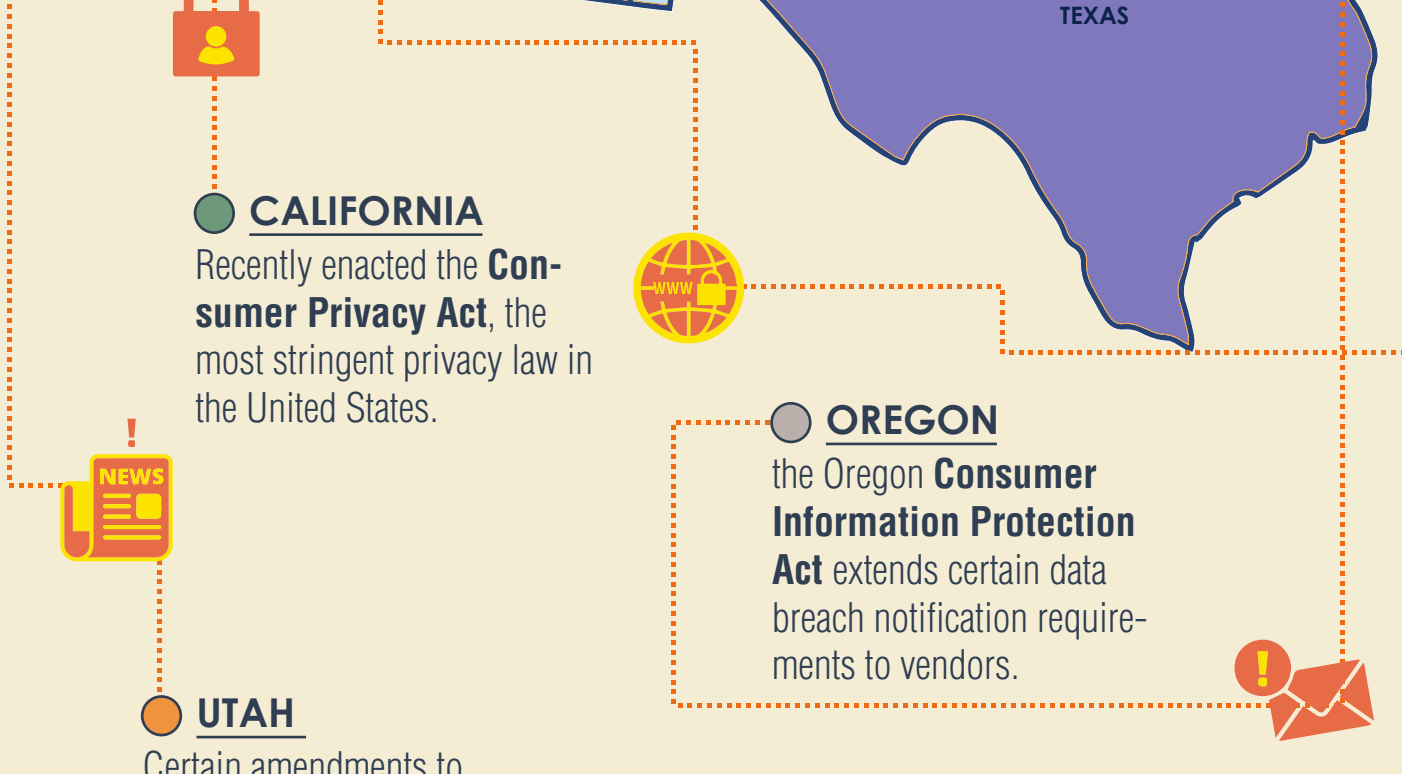 TEXAS
CALIFORNIA
Recently enacted the Con-
sumer Privacy Act, the
most stringent privacy law in
the United States.
WWW
!
NEWS
OREGON
the Oregon Consumer
Information Protection
Act extends certain data
breach notification require-
ments to vendors.
!
UTAH
Certain amendments to